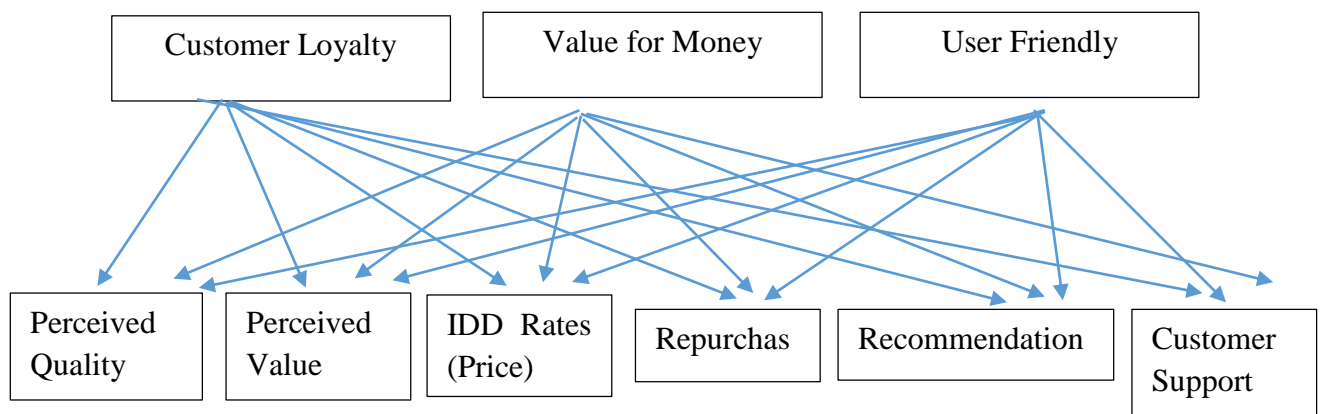 Customer Loyalty
Value for Money
User Friendly
Perceived
Quality
Perceived
Value
IDD Rates
(Price)
Repurchas
Recommendation
Customer
Support